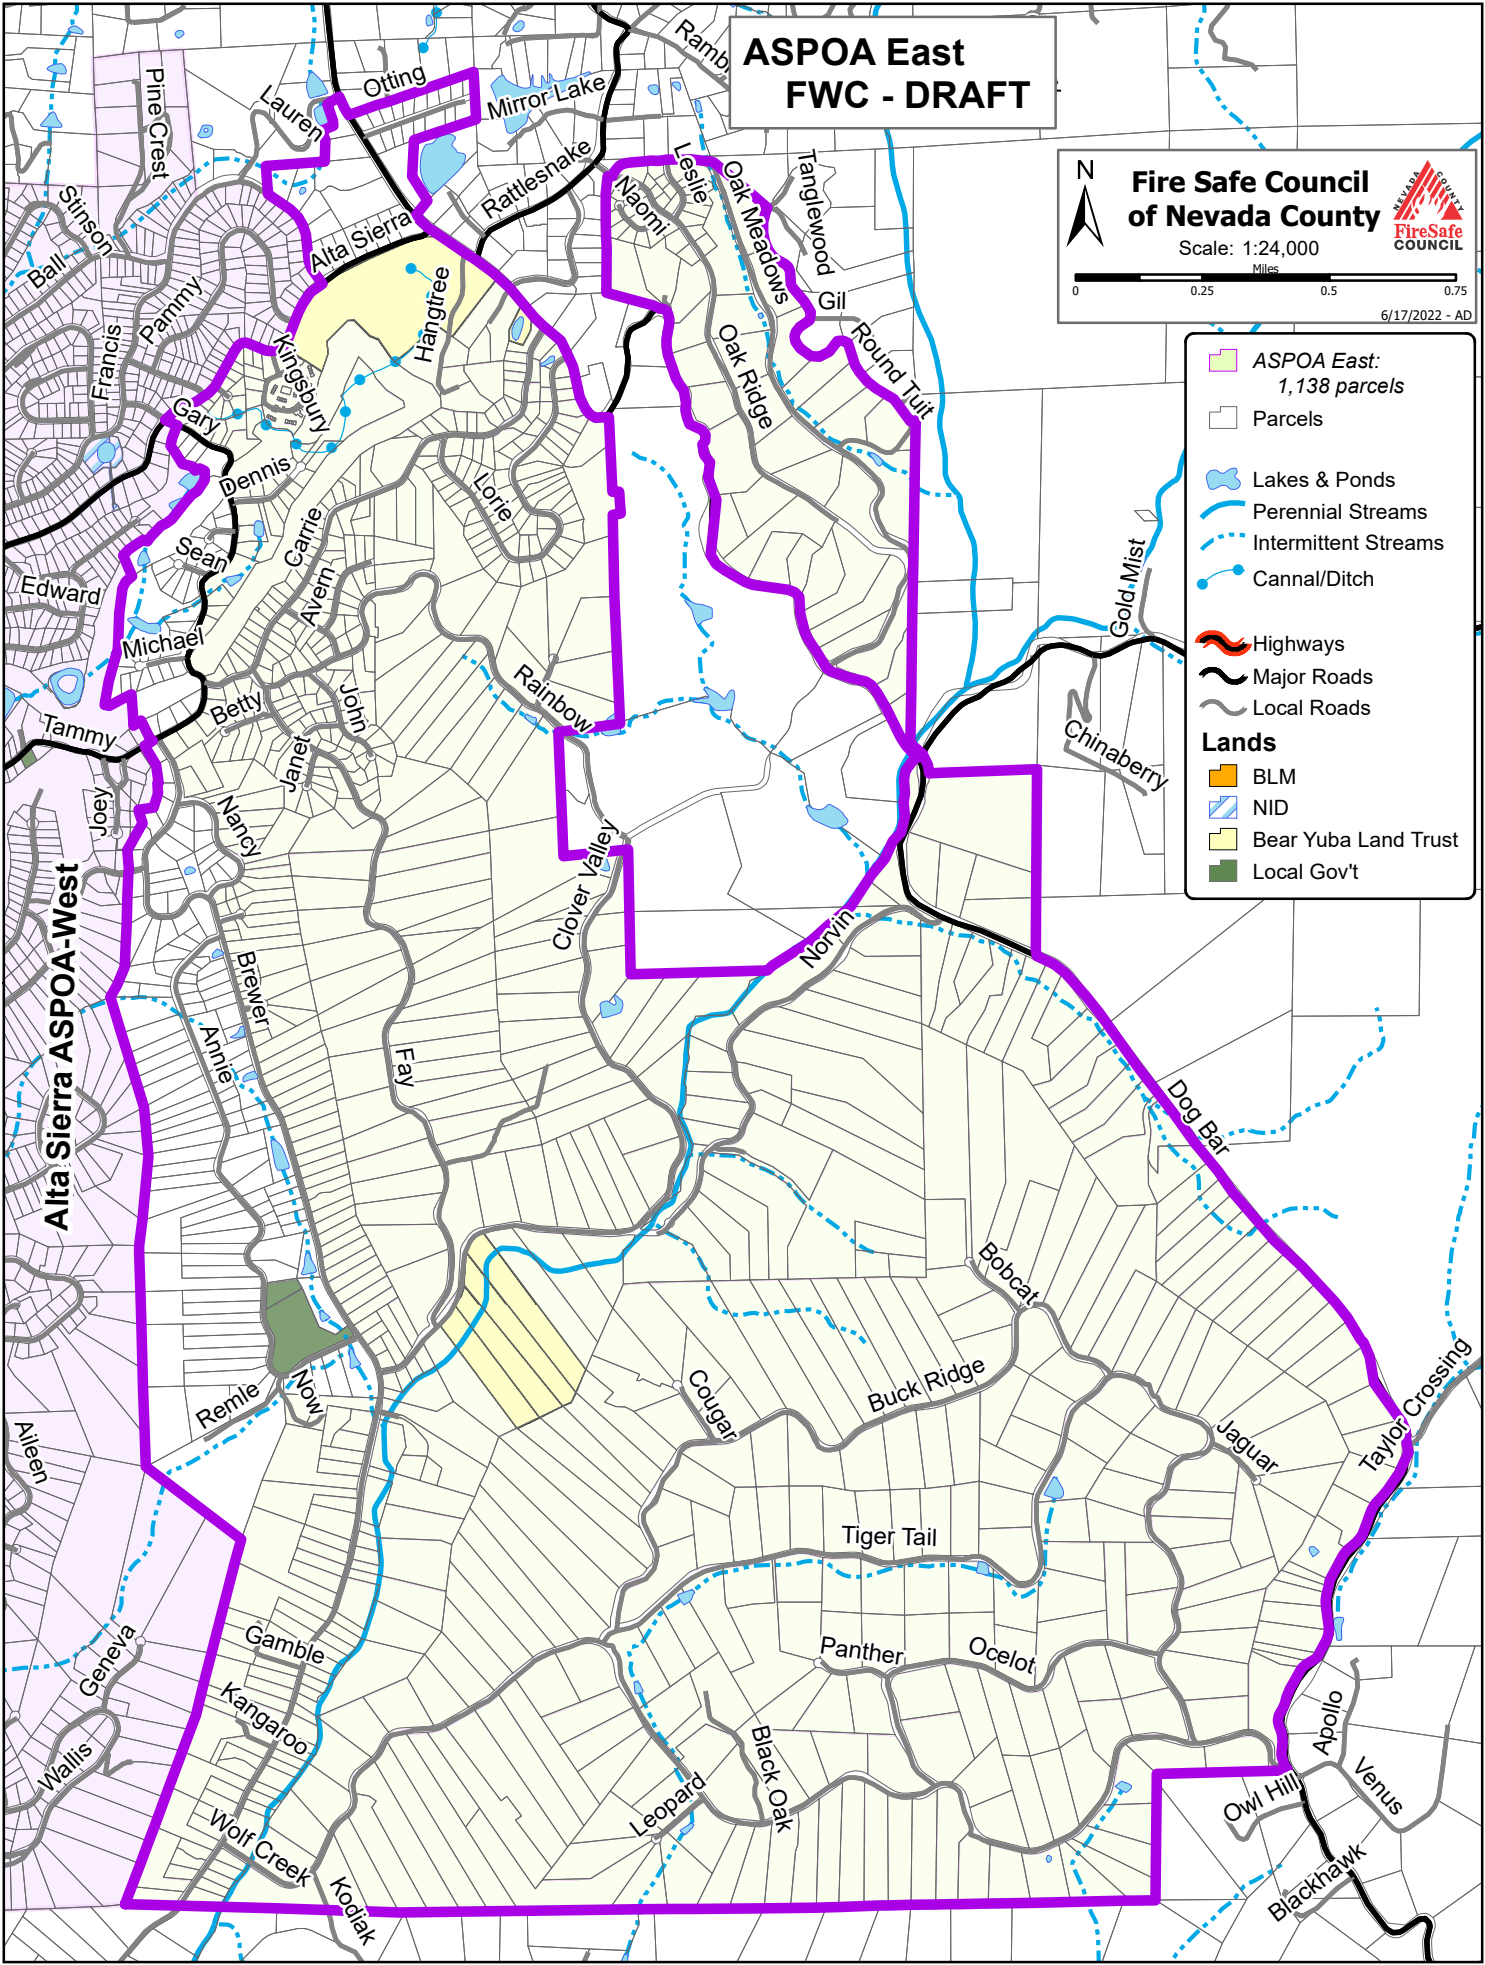 ASPOA East
FWC - DRAFT
N
Fire Safe Council
of Nevada County
Scale: 1:24,000
Miles
0 0.25 0.5 0.75
6/17/2022 - AD
NEVADA COUNTY
FireSafe
COUNCIL
ASPOA East:
1,138 parcels
Parcels
Lakes & Ponds
Perennial Streams
Intermittent Streams
Cannal/Ditch
Highways
Major Roads
Local Roads
Lands
BLM
NID
Bear Yuba Land Trust
Local Gov't
Alta Sierra ASPOA-West
Pine Crest
Lauren
Otting
Mirror Lake
Rattlesnake
Stinson
Ball
Pammy
Francis
Alta Sierra
Hangtree
Kingsbury
Gary
Dennis
Sean
Carrie
Lorie
Avern
Edward
Michael
Tammy
Betty
John
Janet
Joey
Nancy
Rainbow
Clover Valley
Naomi
Leslie
Oak Meadows
Tanglewood
Gil
Round Tuit
Oak Ridge
Gold Mist
Chinaberry
Norvin
Brewer
Annie
Fay
Dog Bar
Bobcat
Buck Ridge
Cougar
Jaguar
Taylor Crossing
Now
Remle
Aileen
Tiger Tail
Panther
Ocelot
Gamble
Kangaroo
Geneva
Wallis
Wolf Creek
Kodiak
Leopard
Black Oak
Apollo
Venus
Owl Hill
Blackhawk